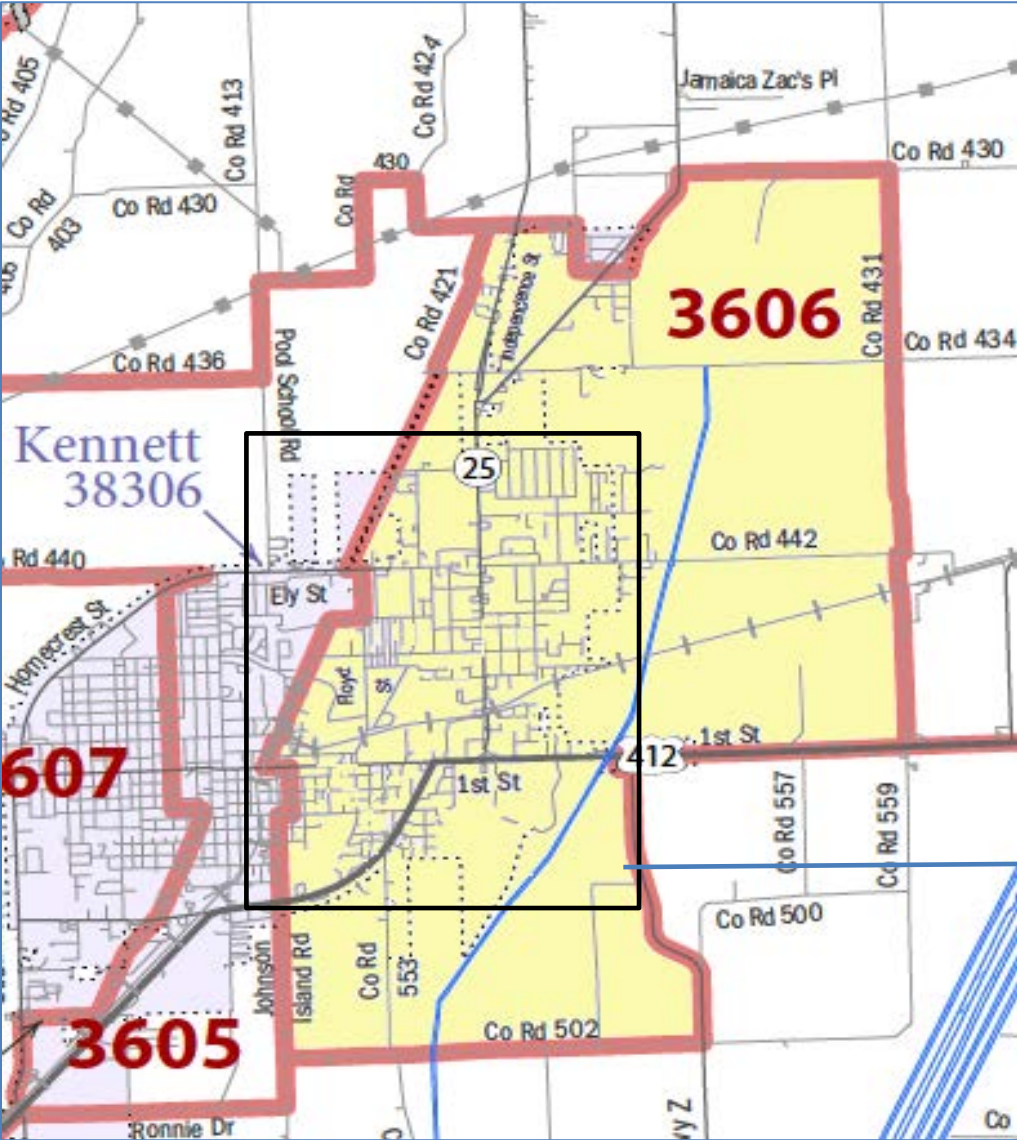 Co Rd 424
Rd 405
Co Rd 413
Jamaica Zac's Pl
Co Rd 430
430
Co Rd
Co Rd 430
Co Rd
403
406
Independence St
Co Rd 421
Co Rd 431
3606
Co Rd 434
Co Rd 436
Pool School Rd
Kennett
38306
25
Co Rd 442
Rd 440
Ely St
Homecrest St
Floyd
St
1st St
412
607
1st St
Co Rd 557
Co Rd 559
Co Rd 500
Johnson
Island Rd
Co Rd
553
Co Rd 502
3605
Ronnie Dr
wy Z
Co